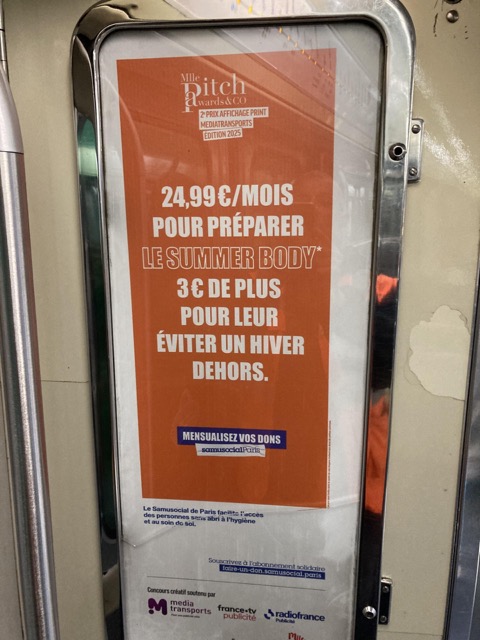 Mlle
Pitch
awards&CO
2e PRIX AFFICHAGE PRINT
MEDIATRANSPORTS
ÉDITION 2025
24,99€/MOIS
POUR PRÉPARER
LE SUMMER BODY*
3€ DE PLUS
POUR LEUR
ÉVITER UN HIVER
DEHORS.
MENSUALISEZ VOS DONS
samusocialParis
Le Samusocial de Paris facilite l'accès
des personnes sans abri à l'hygiène
et au soin de soi.
Souscrivez à l'abonnement solidaire
faire-un-don.samusocial.paris
Concours créatif soutenu par
media
transports
france•tv
publicité
radiofrance
Publicité